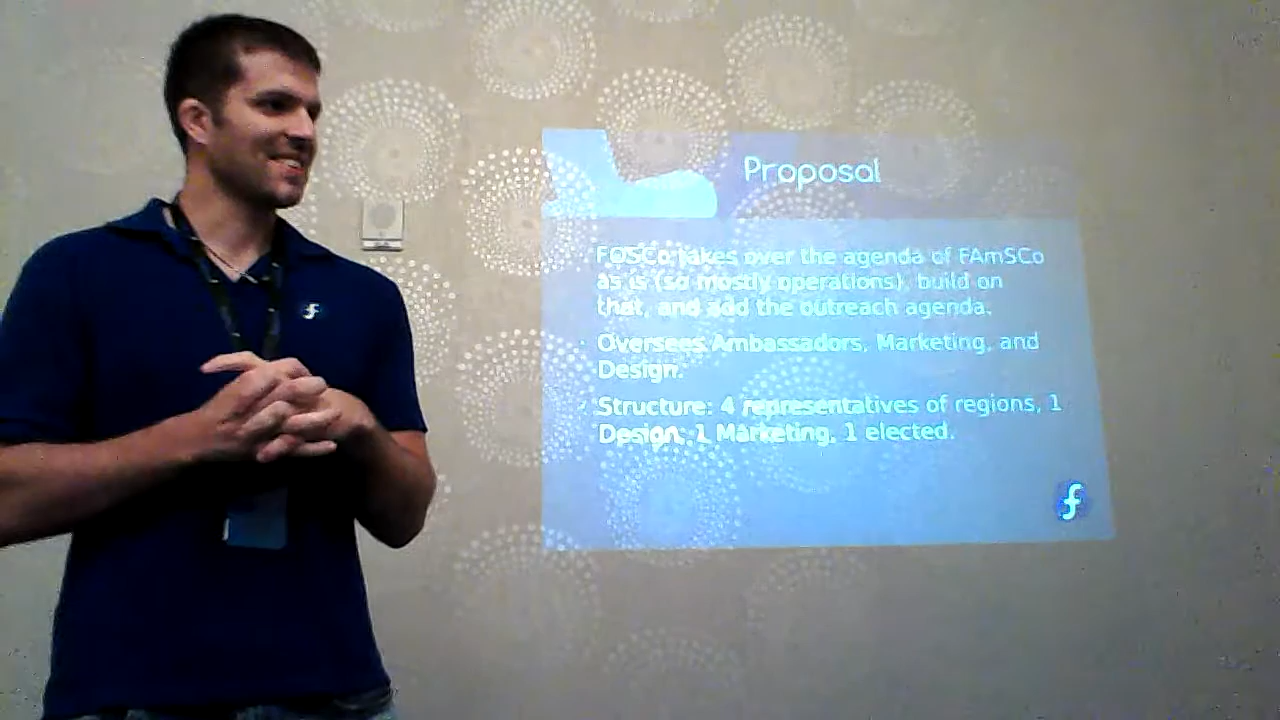 Proposal
FOSCo takes over the agenda of FAmSCo
as is (so mostly operations), build on
that, and add the outreach agenda.
Oversees Ambassadors, Marketing, and
Design.
Structure: 4 representatives of regions, 1
Design, 1 Marketing, 1 elected.